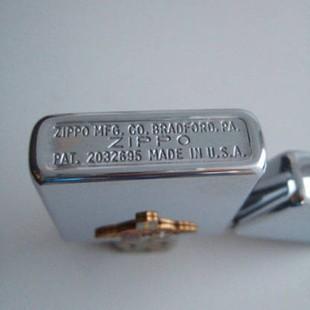 ZIPPO MFG. CO. BRADFORD, PA.
ZIPPO
PAT. 2032695 MADE IN U.S.A.